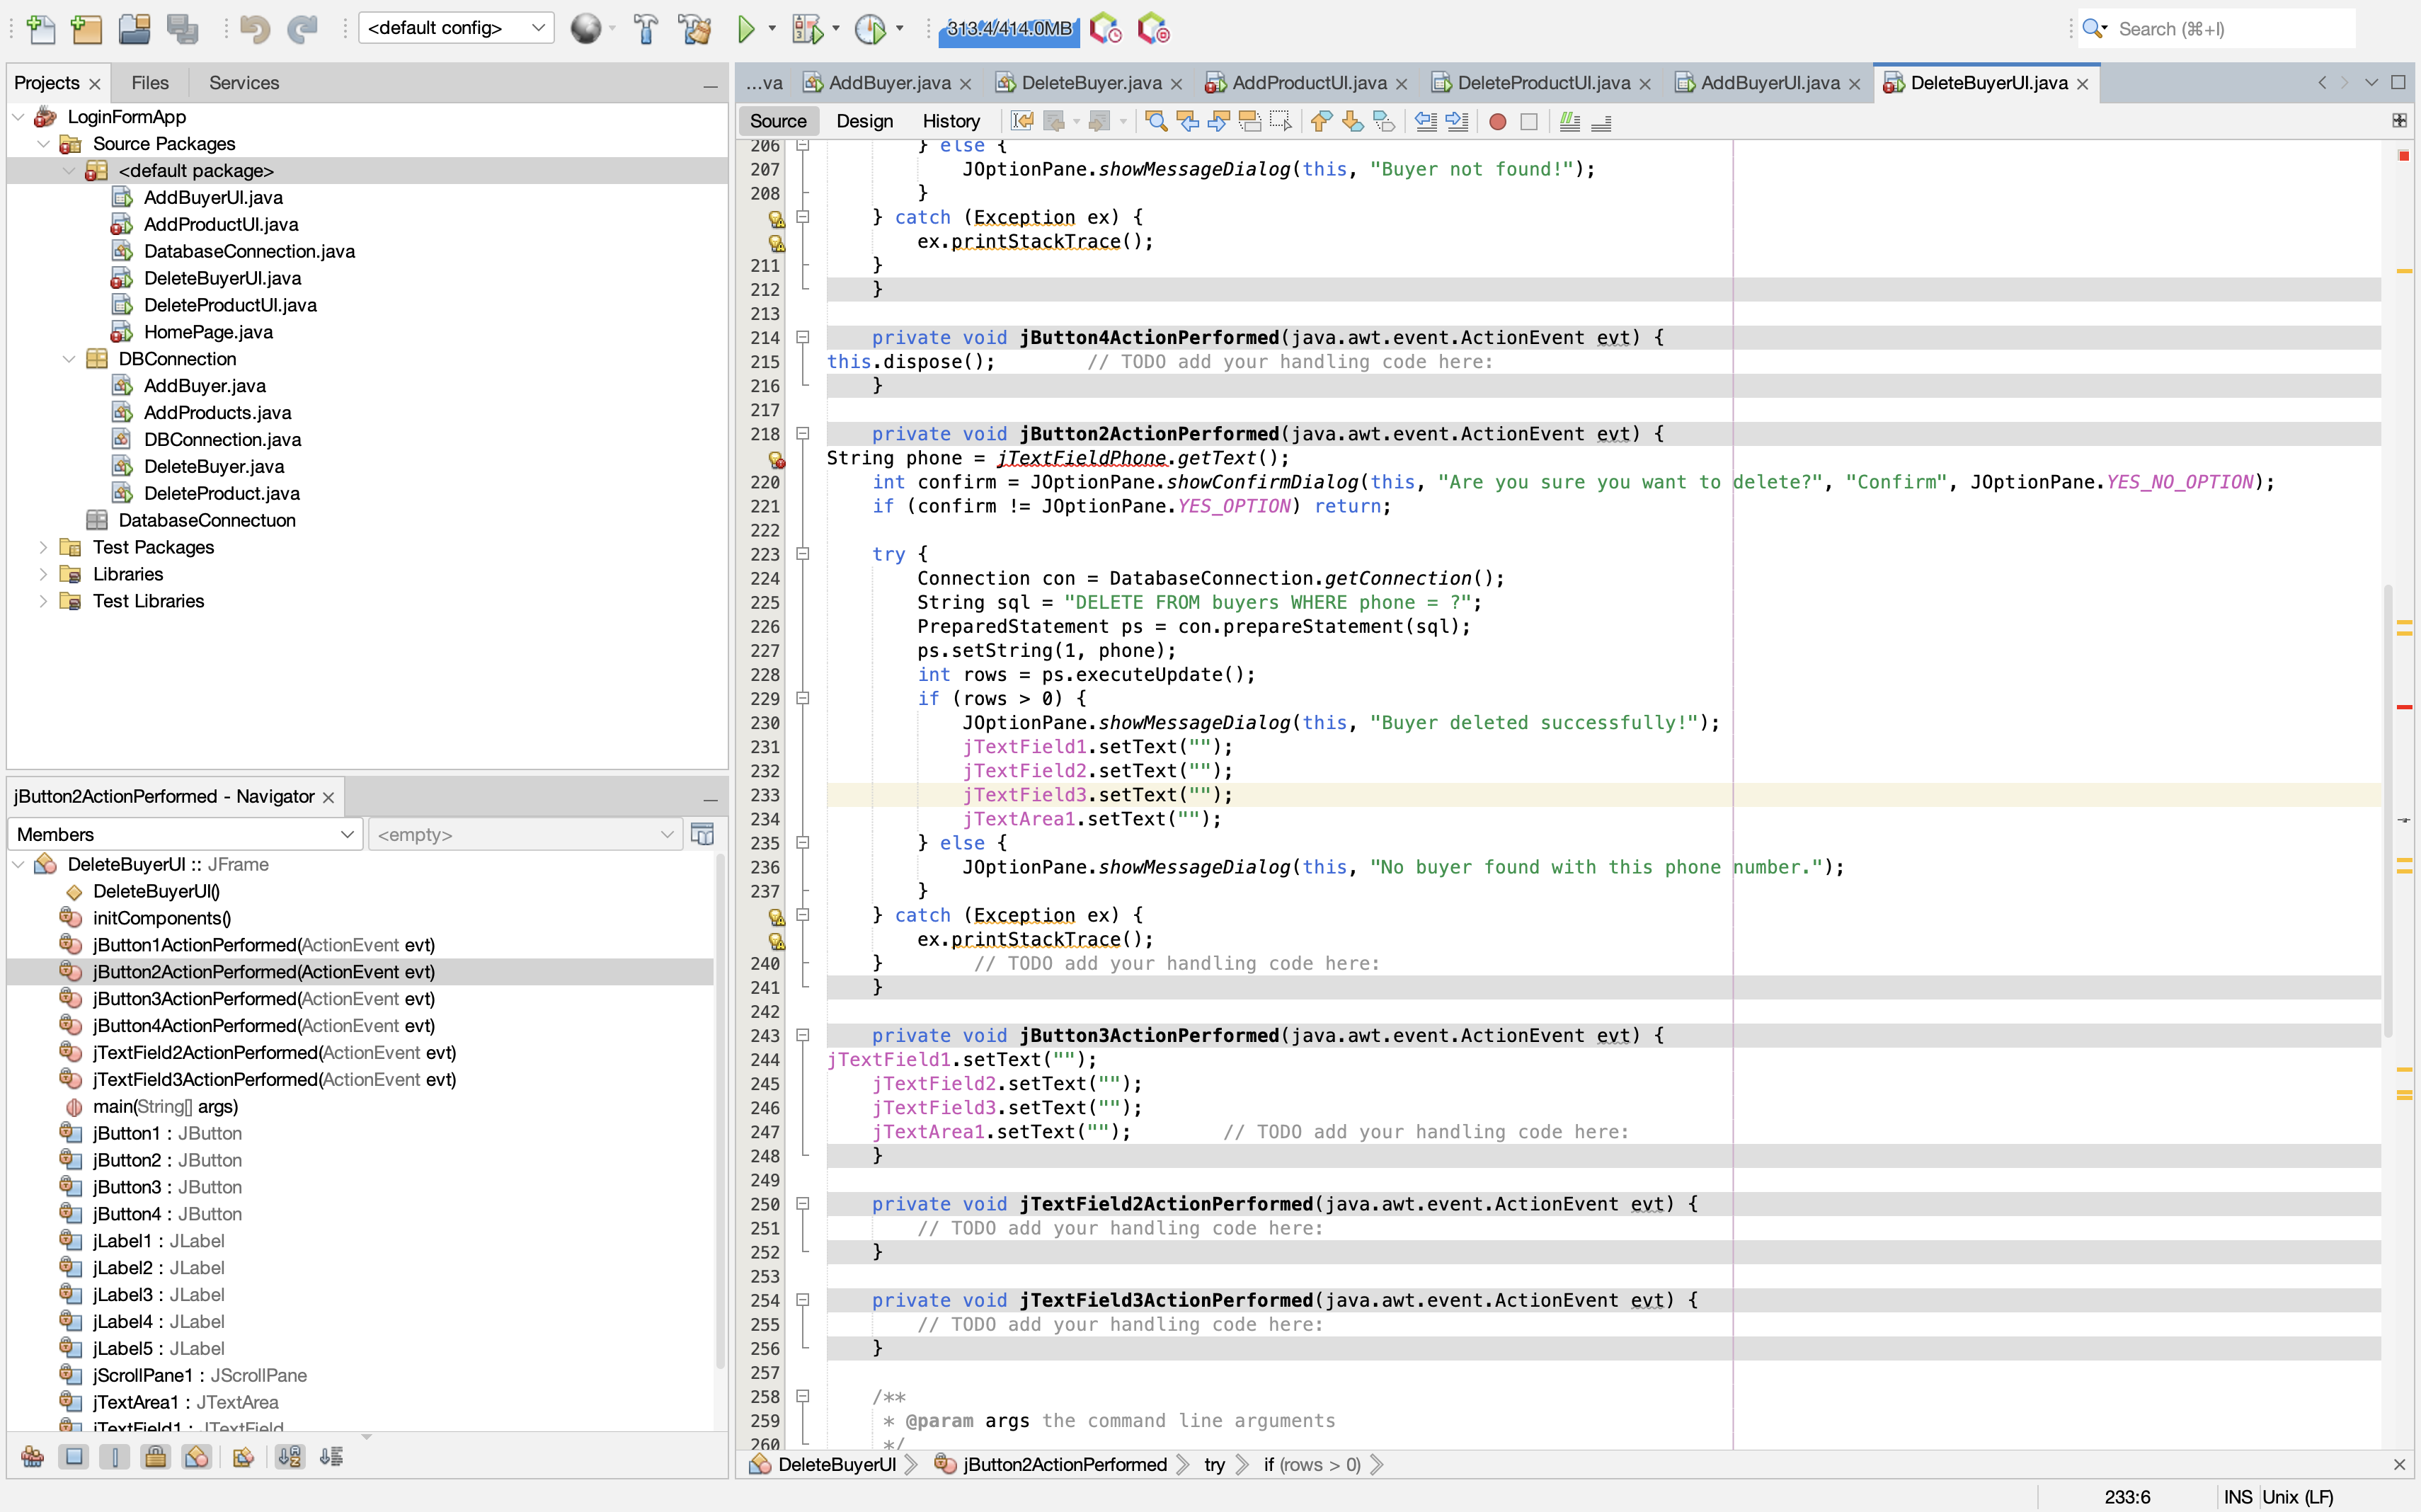 <default config>
313.4/414.0MB
Search (⌘+I)
Projects
Files
Services
LoginFormApp
Source Packages
<default package>
AddBuyerUI.java
AddProductUI.java
DatabaseConnection.java
DeleteBuyerUI.java
DeleteProductUI.java
HomePage.java
DBConnection
AddBuyer.java
AddProducts.java
DBConnection.java
DeleteBuyer.java
DeleteProduct.java
DatabaseConnectuon
Test Packages
Libraries
Test Libraries
jButton2ActionPerformed - Navigator
Members
<empty>
DeleteBuyerUI :: JFrame
DeleteBuyerUI()
initComponents()
jButton1ActionPerformed(ActionEvent evt)
jButton2ActionPerformed(ActionEvent evt)
jButton3ActionPerformed(ActionEvent evt)
jButton4ActionPerformed(ActionEvent evt)
jTextField2ActionPerformed(ActionEvent evt)
jTextField3ActionPerformed(ActionEvent evt)
main(String[] args)
jButton1 : JButton
jButton2 : JButton
jButton3 : JButton
jButton4 : JButton
jLabel1 : JLabel
jLabel2 : JLabel
jLabel3 : JLabel
jLabel4 : JLabel
jLabel5 : JLabel
jScrollPane1 : JScrollPane
jTextArea1 : JTextArea
jTextField1 : JTextField
...va
AddBuyer.java
DeleteBuyer.java
AddProductUI.java
DeleteProductUI.java
AddBuyerUI.java
DeleteBuyerUI.java
Source
Design
History
206 } else {
207 JOptionPane.showMessageDialog(this, "Buyer not found!");
208 }
} catch (Exception ex) {
ex.printStackTrace();
211 }
212 }
213
214 private void jButton4ActionPerformed(java.awt.event.ActionEvent evt) {
215 this.dispose(); // TODO add your handling code here:
216 }
217
218 private void jButton2ActionPerformed(java.awt.event.ActionEvent evt) {
String phone = jTextFieldPhone.getText();
220 int confirm = JOptionPane.showConfirmDialog(this, "Are you sure you want to delete?", "Confirm", JOptionPane.YES_NO_OPTION);
221 if (confirm != JOptionPane.YES_OPTION) return;
222
223 try {
224 Connection con = DatabaseConnection.getConnection();
225 String sql = "DELETE FROM buyers WHERE phone = ?";
226 PreparedStatement ps = con.prepareStatement(sql);
227 ps.setString(1, phone);
228 int rows = ps.executeUpdate();
229 if (rows > 0) {
230 JOptionPane.showMessageDialog(this, "Buyer deleted successfully!");
231 jTextField1.setText("");
232 jTextField2.setText("");
233 jTextField3.setText("");
234 jTextArea1.setText("");
235 } else {
236 JOptionPane.showMessageDialog(this, "No buyer found with this phone number.");
237 }
} catch (Exception ex) {
ex.printStackTrace();
240 } // TODO add your handling code here:
241 }
242
243 private void jButton3ActionPerformed(java.awt.event.ActionEvent evt) {
244 jTextField1.setText("");
245 jTextField2.setText("");
246 jTextField3.setText("");
247 jTextArea1.setText(""); // TODO add your handling code here:
248 }
249
250 private void jTextField2ActionPerformed(java.awt.event.ActionEvent evt) {
251 // TODO add your handling code here:
252 }
253
254 private void jTextField3ActionPerformed(java.awt.event.ActionEvent evt) {
255 // TODO add your handling code here:
256 }
257
258 /**
259 * @param args the command line arguments
260 */
DeleteBuyerUI
jButton2ActionPerformed
try
if (rows > 0)
233:6
INS
Unix (LF)